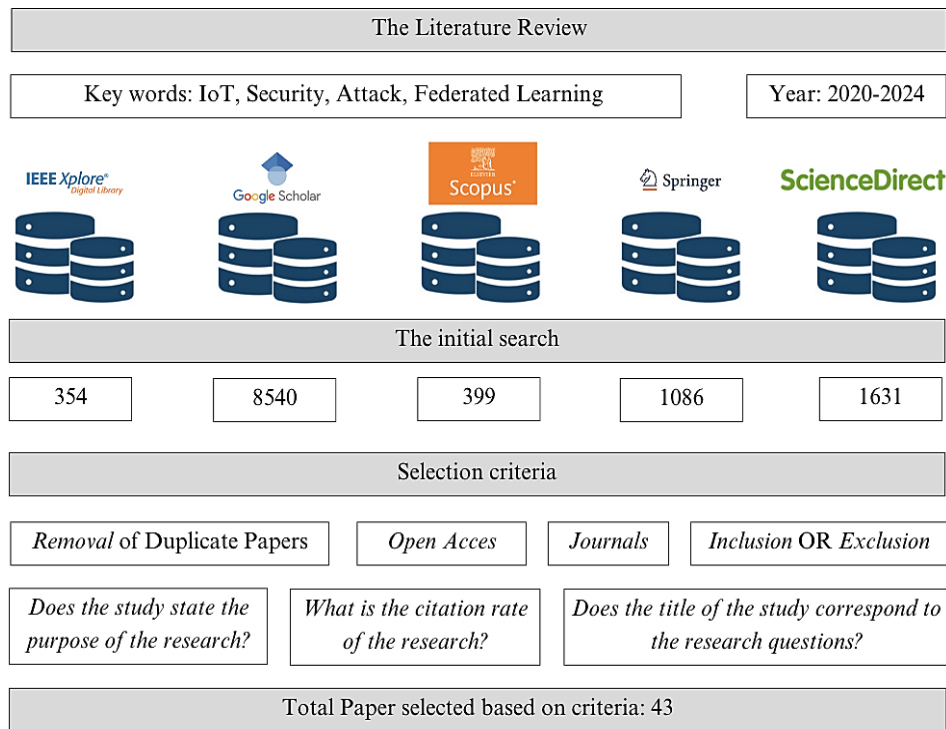 The Literature Review
Key words: IoT, Security, Attack, Federated Learning
Year: 2020-2024
IEEE Xplore®
Digital Library
Google Scholar
ELSEVIER
Scopus®
Springer
ScienceDirect
The initial search
354
8540
399
1086
1631
Selection criteria
Removal of Duplicate Papers
Open Acces
Journals
Inclusion OR Exclusion
Does the study state the
purpose of the research?
What is the citation rate
of the research?
Does the title of the study correspond to
the research questions?
Total Paper selected based on criteria: 43